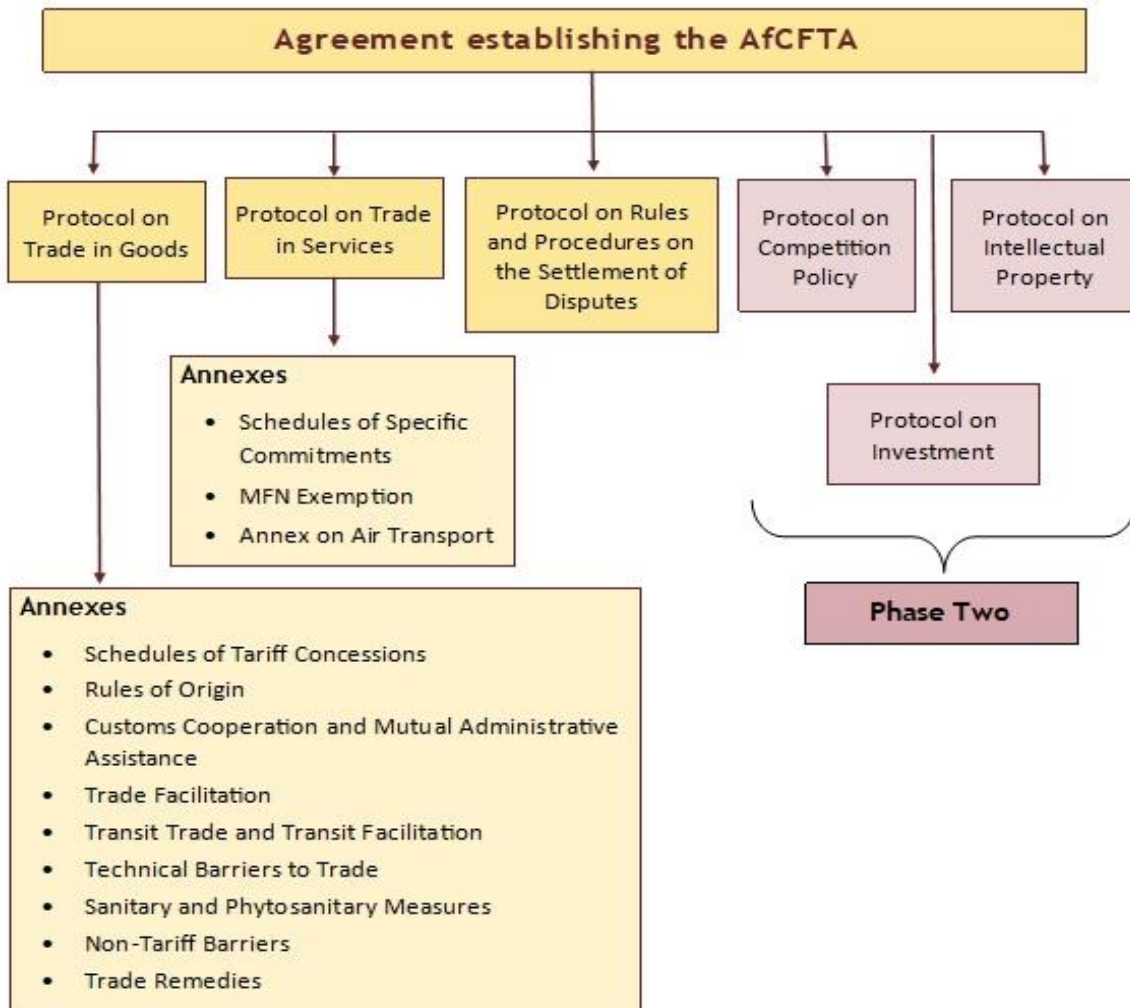 Agreement establishing the AfCFTA
Protocol on
Trade in Goods
Protocol on Trade
in Services
Protocol on Rules
and Procedures on
the Settlement of
Disputes
Protocol on
Competition
Policy
Protocol on
Intellectual
Property
Protocol on
Investment
Phase Two
Annexes
• Schedules of Specific
Commitments
• MFN Exemption
• Annex on Air Transport
Annexes
• Schedules of Tariff Concessions
• Rules of Origin
• Customs Cooperation and Mutual Administrative
Assistance
• Trade Facilitation
• Transit Trade and Transit Facilitation
• Technical Barriers to Trade
• Sanitary and Phytosanitary Measures
• Non-Tariff Barriers
• Trade Remedies